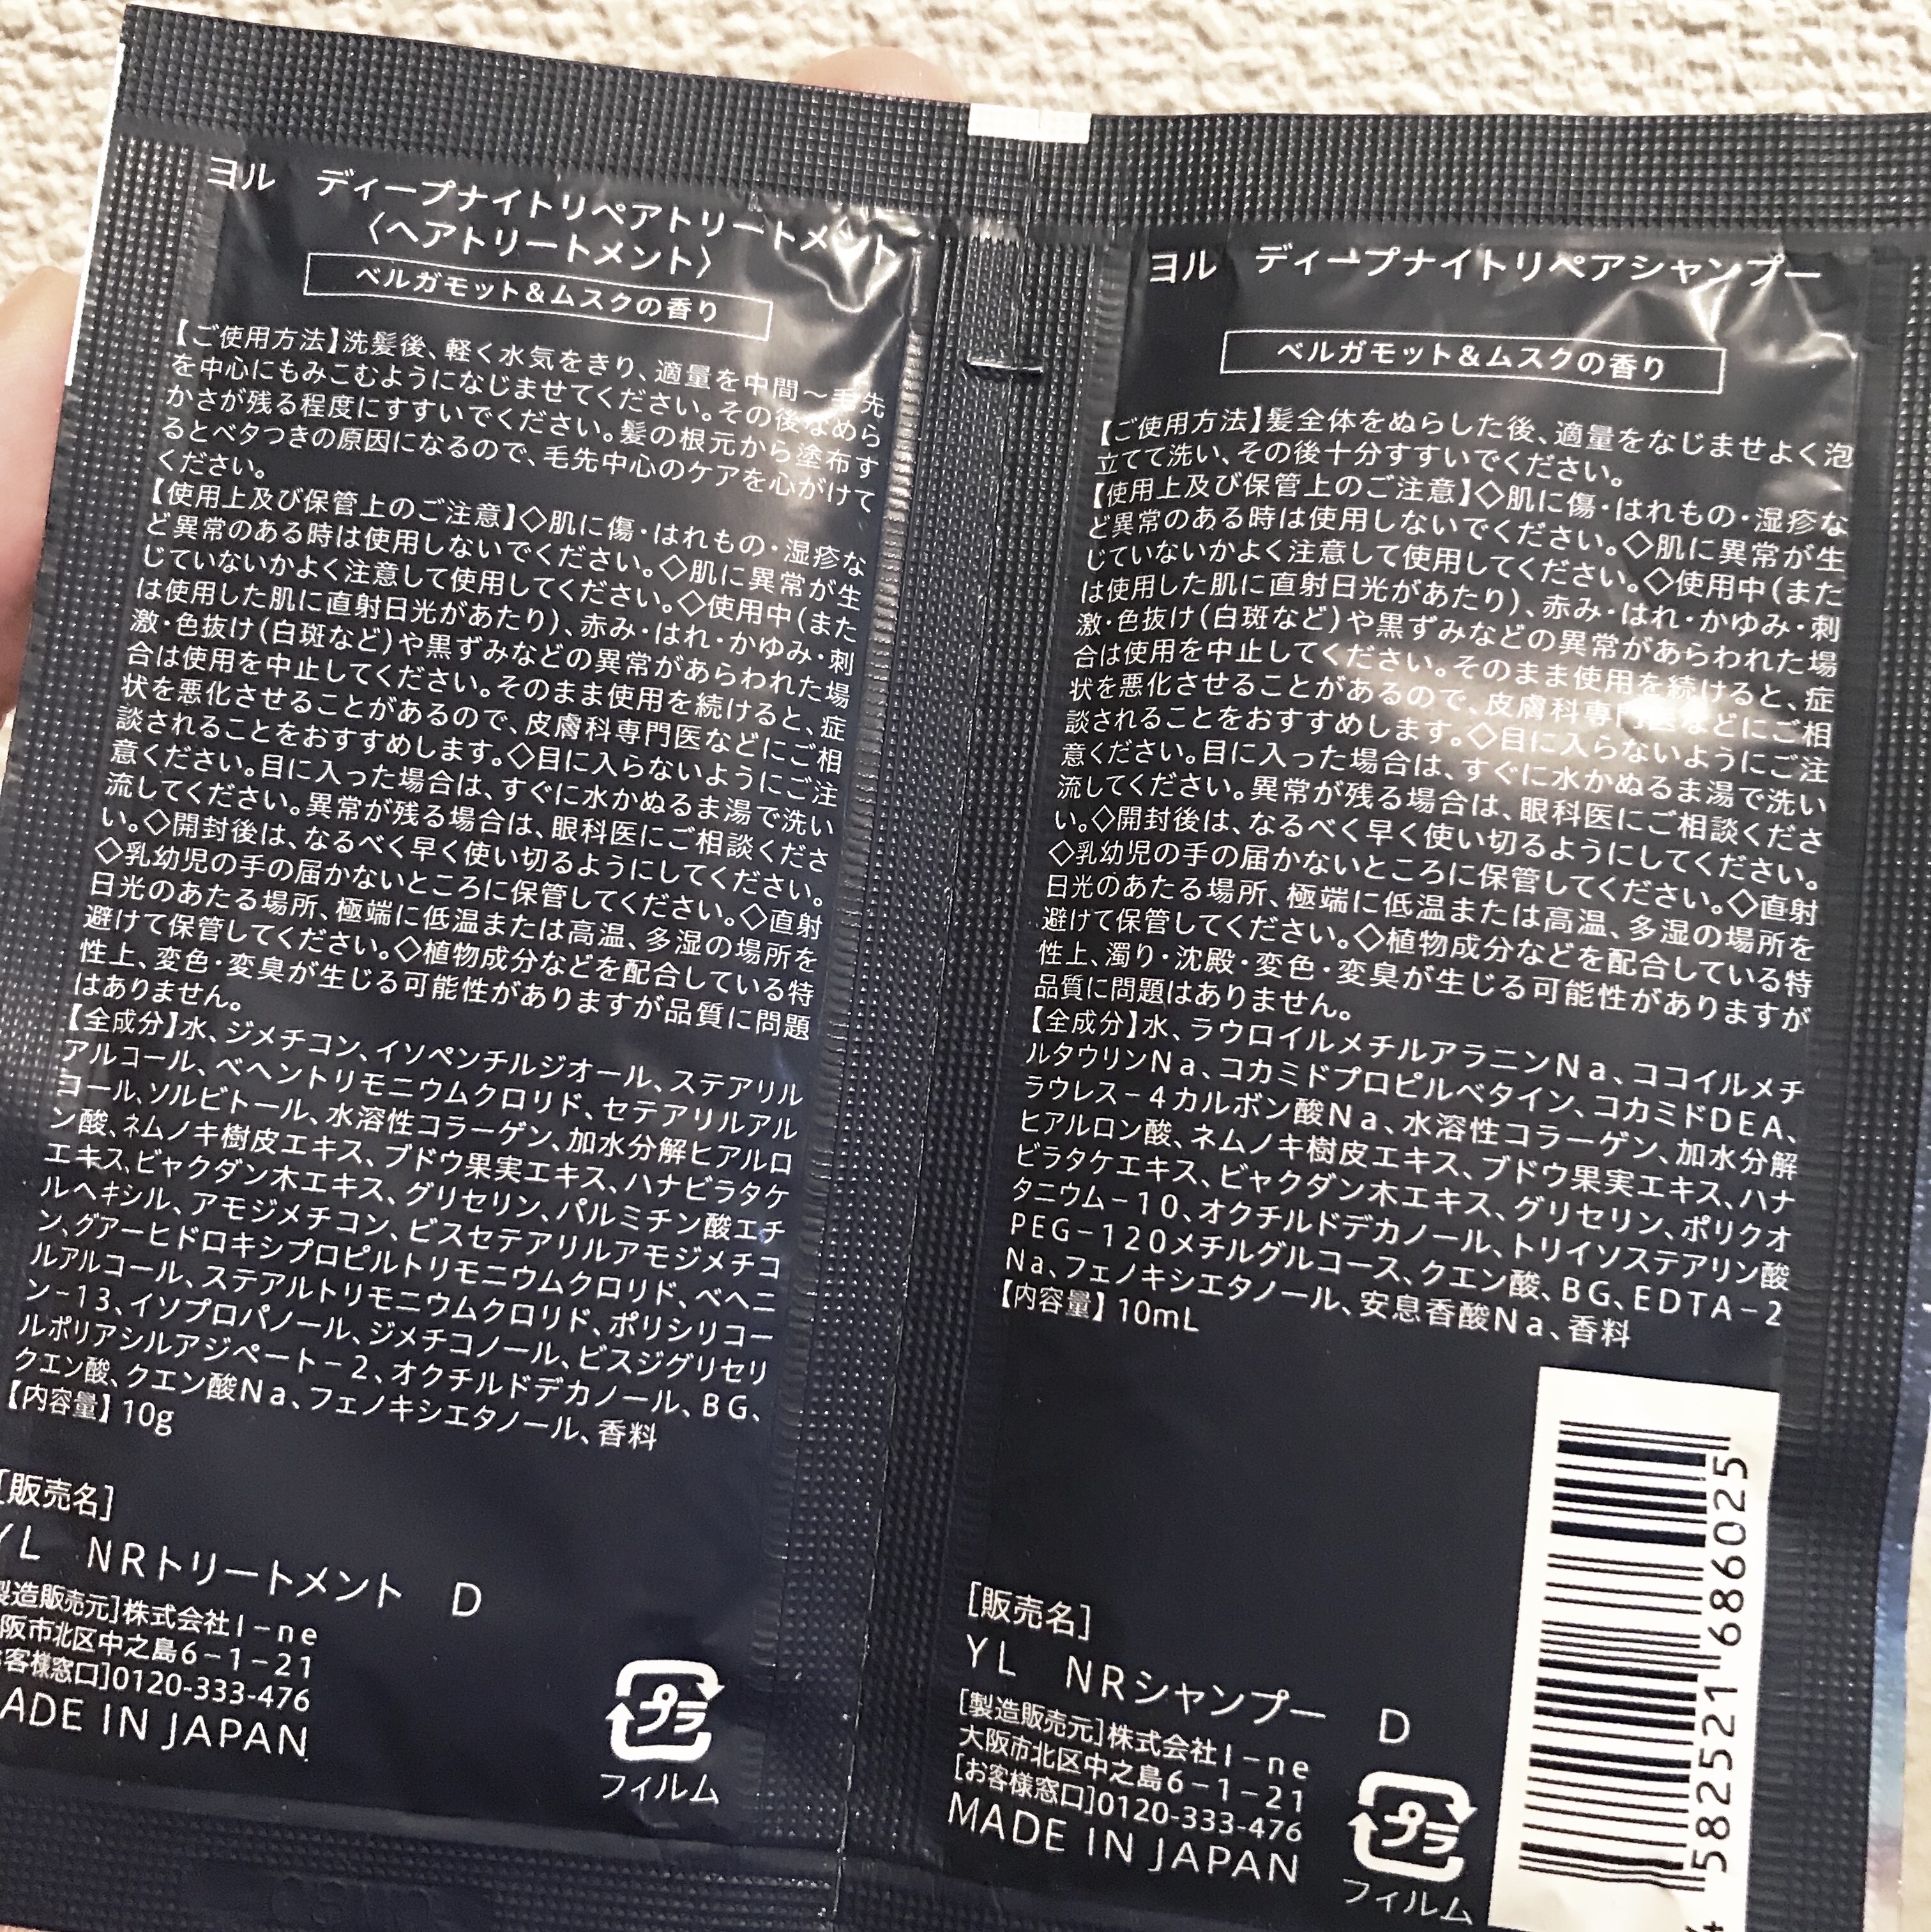 ヨル　ディープナイトリペアトリートメント
〈ヘアトリートメント〉
ベルガモット＆ムスクの香り
【ご使用方法】洗髪後、軽く水気をきり、適量を中間～毛先
を中心にもみこむようになじませてください。その後なめら
かさが残る程度にすすいでください。髪の根元から塗布す
るとベタつきの原因になるので、毛先中心のケアを心がけて
ください。
【使用上及び保管上のご注意】◇肌に傷・はれもの・湿疹な
ど異常のある時は使用しないでください。◇肌に異常が生
じていないかよく注意して使用してください。◇使用中（また
は使用した肌に直射日光があたり）、赤み・はれ・かゆみ・刺
激・色抜け（白斑など）や黒ずみなどの異常があらわれた場
合は使用を中止してください。そのまま使用を続けると、症
状を悪化させることがあるので、皮膚科専門医などにご相
談されることをおすすめします。◇目に入らないようにご注
意ください。目に入った場合は、すぐに水かぬるま湯で洗い
流してください。異常が残る場合は、眼科医にご相談くださ
い。◇開封後は、なるべく早く使い切るようにしてください。
◇乳幼児の手の届かないところに保管してください。◇直射
日光のあたる場所、極端に低温または高温、多湿の場所を
避けて保管してください。◇植物成分などを配合している特
性上、変色・変臭が生じる可能性がありますが品質に問題
はありません。
【全成分】水、ジメチコン、イソペンチルジオール、ステアリル
アルコール、ベヘントリモニウムクロリド、セテアリルアル
コール、ソルビトール、水溶性コラーゲン、加水分解ヒアルロ
ン酸、ネムノキ樹皮エキス、ブドウ果実エキス、ハナビラタケ
エキス、ビャクダン木エキス、グリセリン、パルミチン酸エチ
ルヘキシル、アモジメチコン、ビスセテアリルアモジメチコ
ン、グアーヒドロキシプロピルトリモニウムクロリド、ベヘニ
ルアルコール、ステアルトリモニウムクロリド、ポリシリコー
ン-13、イソプロパノール、ジメチコノール、ビスジグリセリ
ルポリアシルアジペート－2、オクチルドデカノール、BG、
クエン酸、クエン酸Na、フェノキシエタノール、香料
【内容量】10g
［販売名］
YL　NRトリートメント　D
製造販売元］株式会社I－ne
阪市北区中之島6－1－21
客様窓口］0120-333-476
ADE IN JAPAN
プラ
フィルム
ヨル　ディープナイトリペアシャンプー
ベルガモット＆ムスクの香り
【ご使用方法】髪全体をぬらした後、適量をなじませよく泡
立てて洗い、その後十分すすいでください。
【使用上及び保管上のご注意】◇肌に傷・はれもの・湿疹な
ど異常のある時は使用しないでください。◇肌に異常が生
じていないかよく注意して使用してください。◇使用中（また
は使用した肌に直射日光があたり）、赤み・はれ・かゆみ・刺
激・色抜け（白斑など）や黒ずみなどの異常があらわれた場
合は使用を中止してください。そのまま使用を続けると、症
状を悪化させることがあるので、皮膚科専門医などにご相
談されることをおすすめします。◇目に入らないようにご注
意ください。目に入った場合は、すぐに水かぬるま湯で洗い
流してください。異常が残る場合は、眼科医にご相談くださ
い。◇開封後は、なるべく早く使い切るようにしてください。
◇乳幼児の手の届かないところに保管してください。◇直射
日光のあたる場所、極端に低温または高温、多湿の場所を
避けて保管してください。◇植物成分などを配合している特
性上、濁り・沈殿・変色・変臭が生じる可能性がありますが
品質に問題はありません。
【全成分】水、ラウロイルメチルアラニンNa、ココイルメチ
ルタウリンNa、コカミドプロピルベタイン、コカミドDEA、
ラウレス－4カルボン酸Na、水溶性コラーゲン、加水分解
ヒアルロン酸、ネムノキ樹皮エキス、ブドウ果実エキス、ハナ
ビラタケエキス、ビャクダン木エキス、グリセリン、ポリクオ
タニウム－10、オクチルドデカノール、トリイソステアリン酸
PEG－120メチルグルコース、クエン酸、BG、EDTA－2
Na、フェノキシエタノール、安息香酸Na、香料
【内容量】10mL
［販売名］
YL　NRシャンプー　D
［製造販売元］株式会社I－ne
大阪市北区中之島6－1－21
［お客様窓口］0120-333-476
MADE IN JAPAN
プラ
フィルム
582521 686025